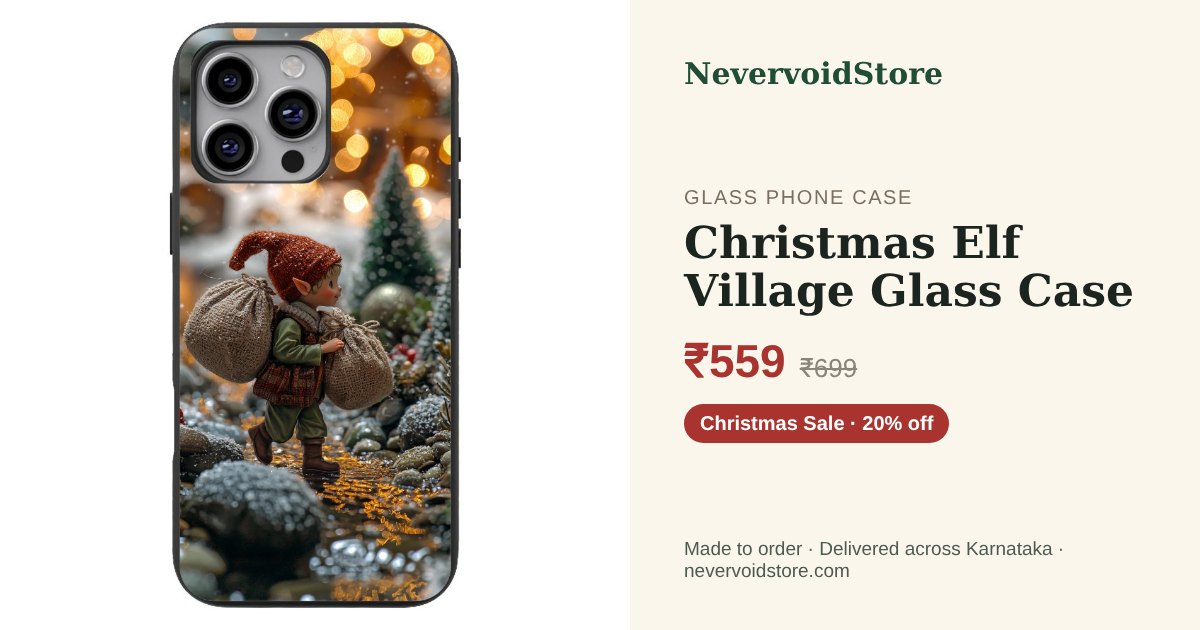 NevervoidStore
GLASS PHONE CASE
Christmas Elf
Village Glass Case
₹559 ₹699
Christmas Sale · 20% off
Made to order · Delivered across Karnataka ·
nevervoidstore.com